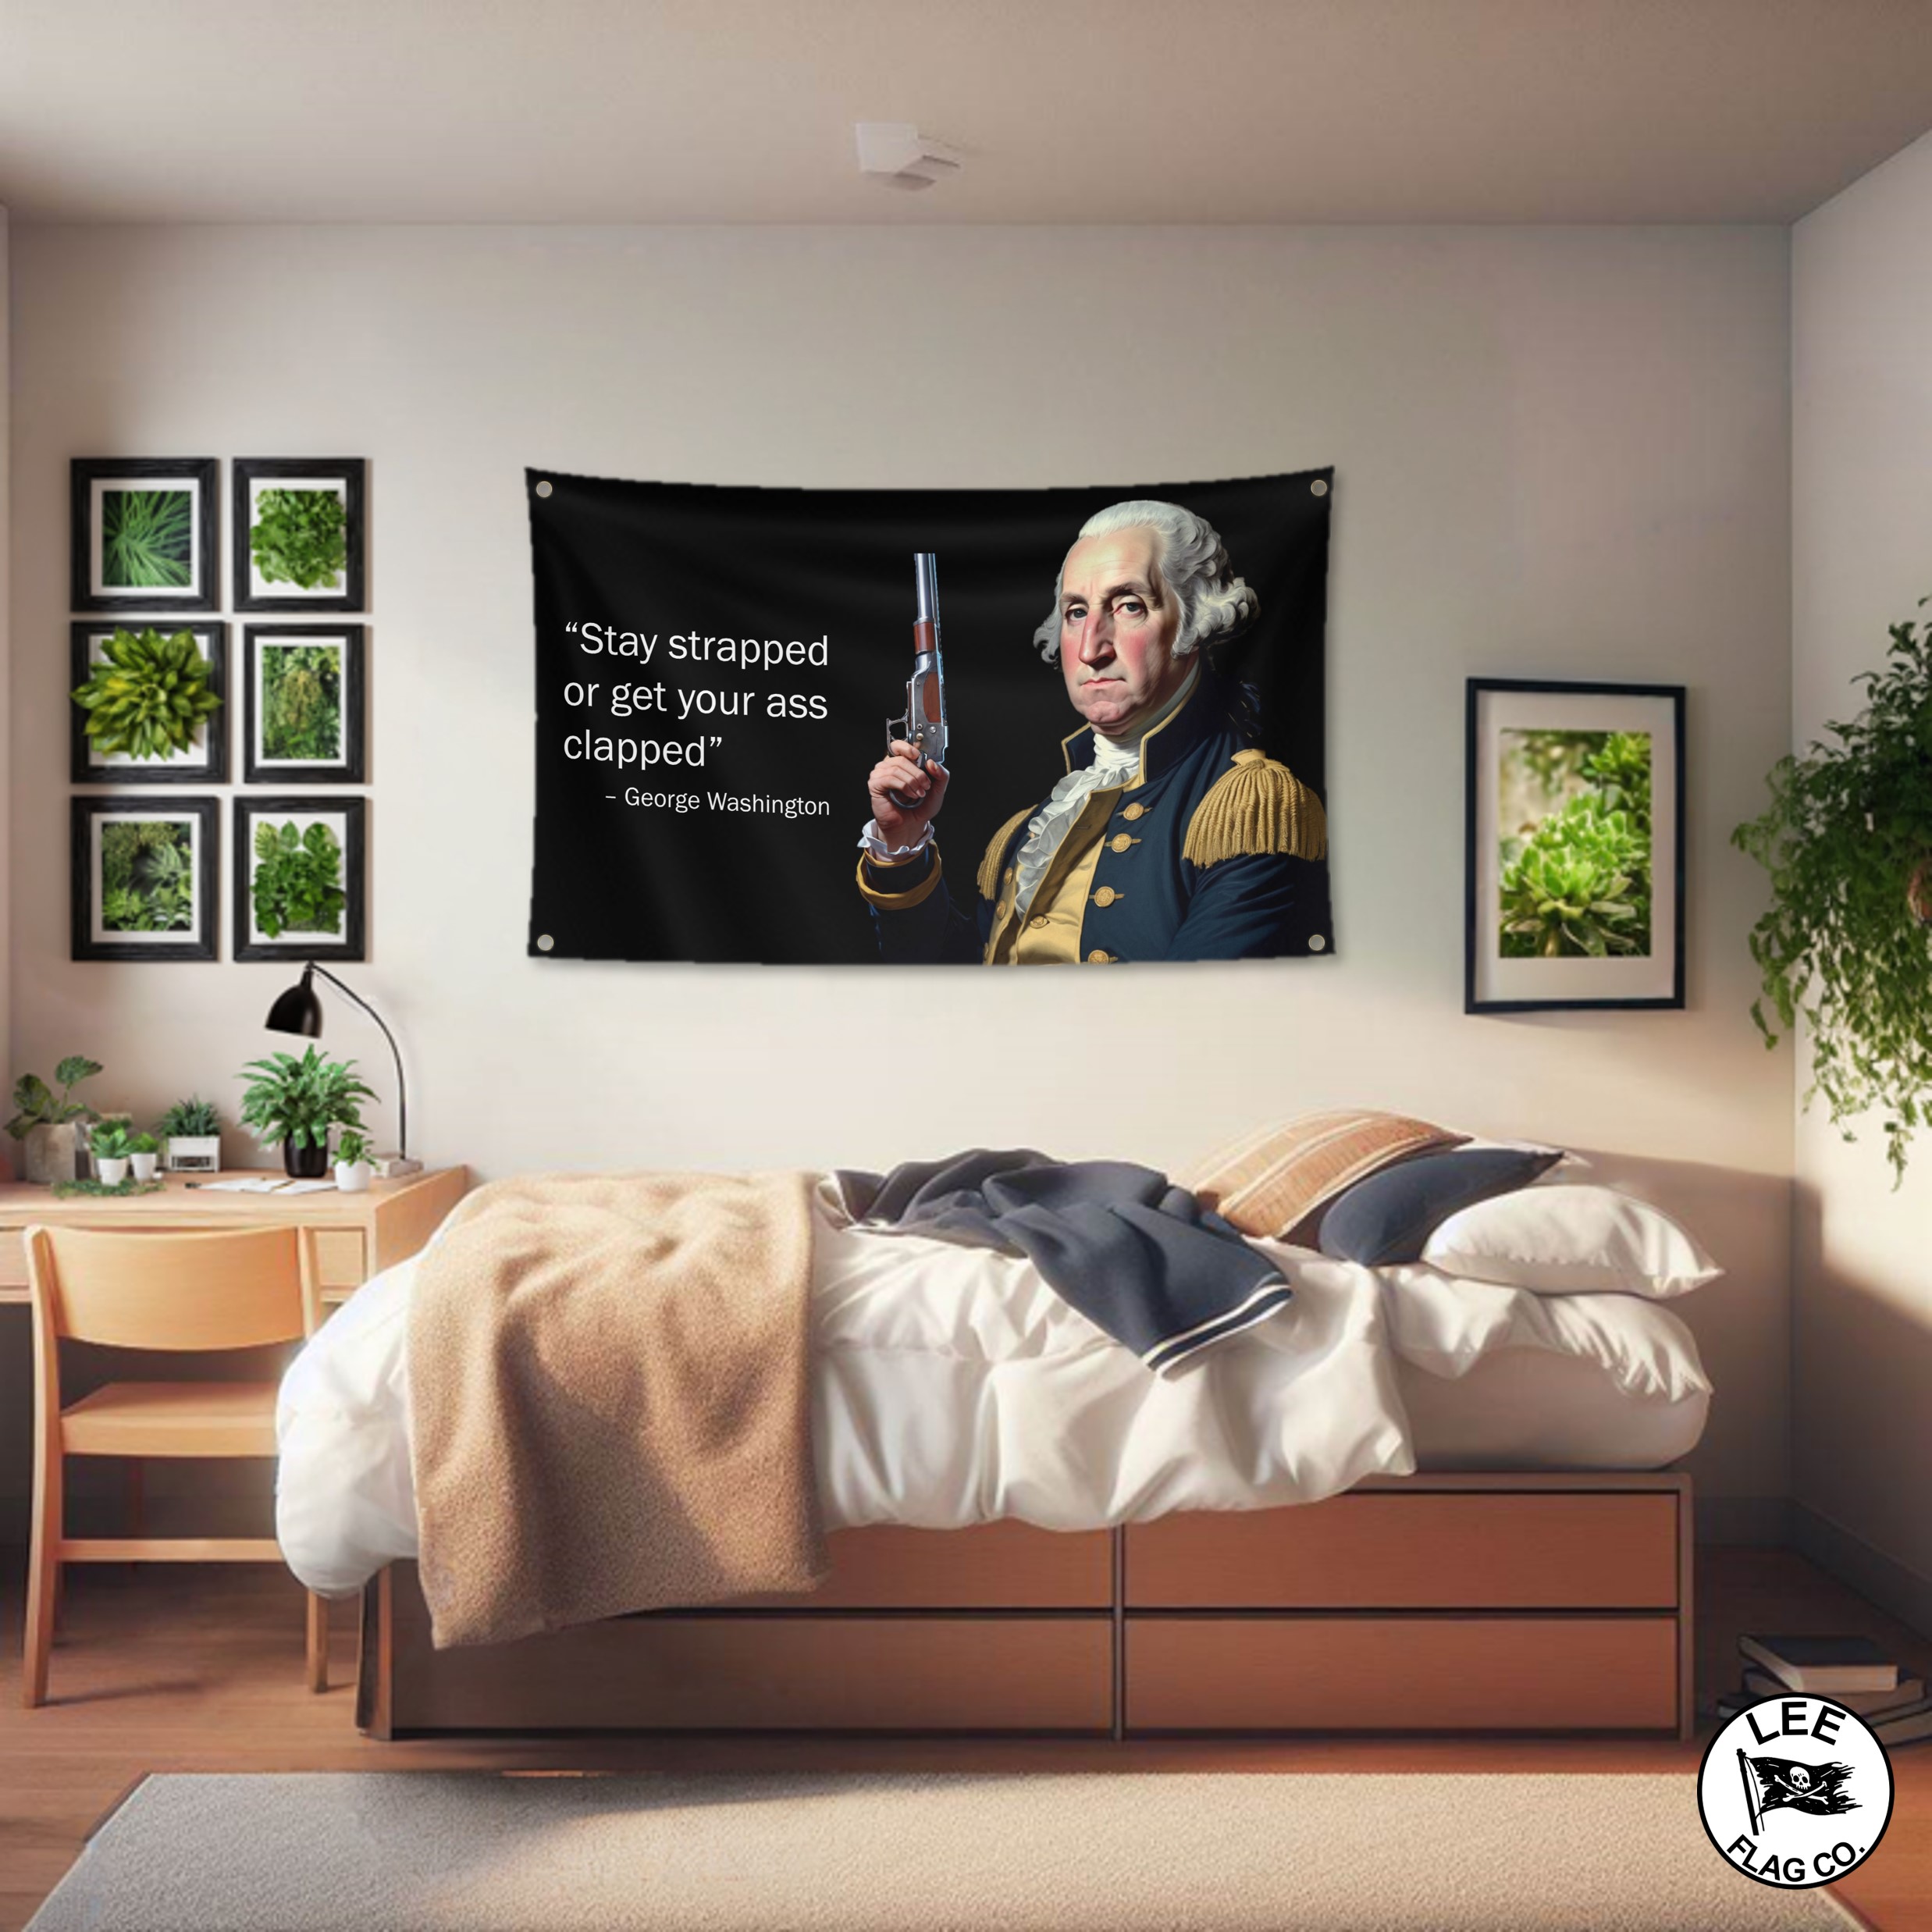 “Stay strapped
or get your ass
clapped”
– George Washington
LEE
FLAG CO.